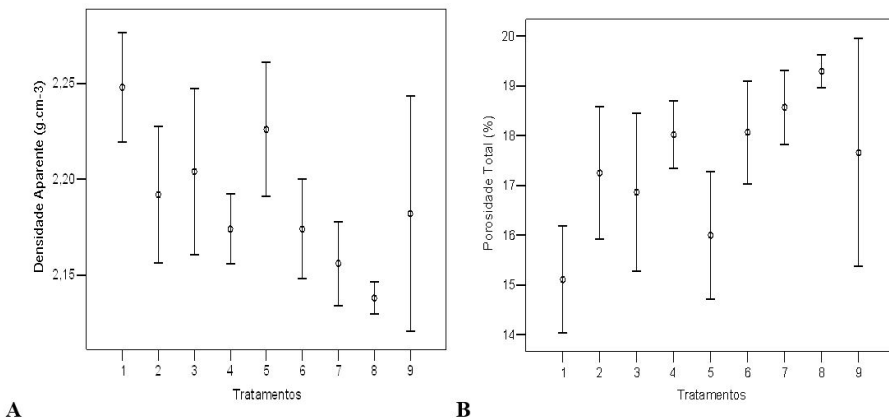 Densidade Aparente (g.cm-3)
2,25
2,20
2,15
1 2 3 4 5 6 7 8 9
Tratamentos
A
Porosidade Total (%)
20
19
18
17
16
15
14
1 2 3 4 5 6 7 8 9
Tratamentos
B